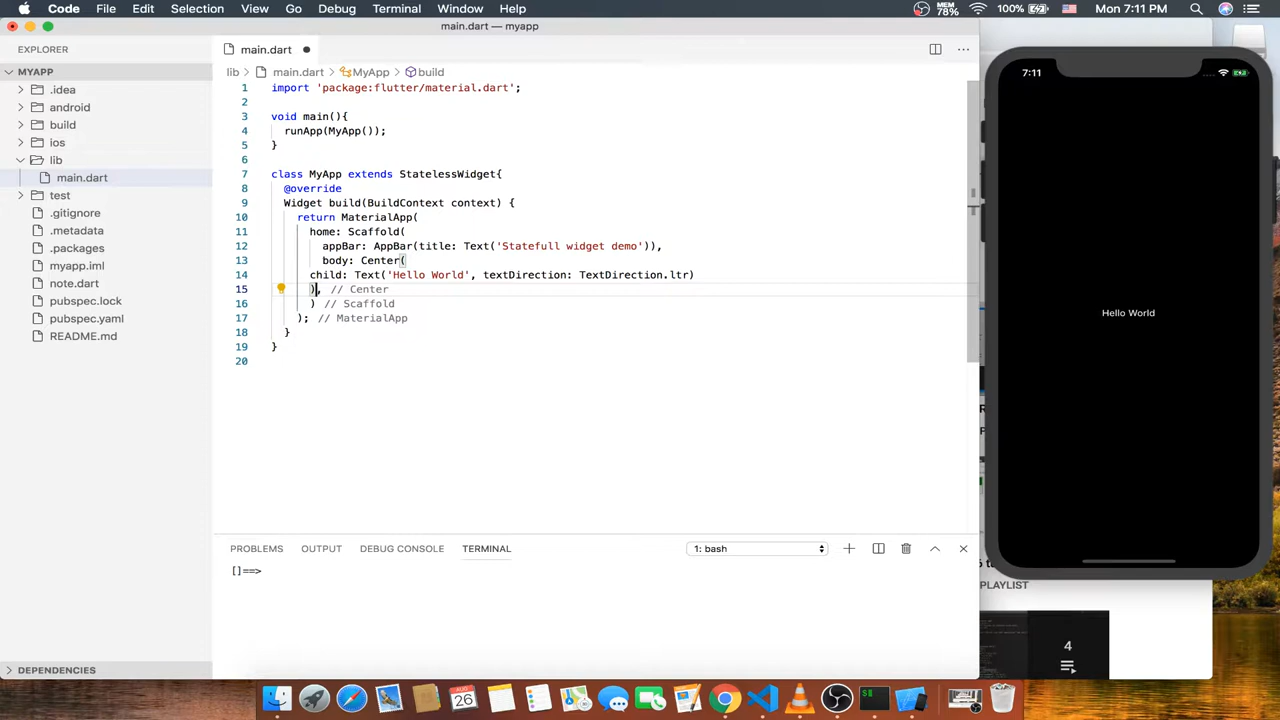 Code File Edit Selection View Go Debug Terminal Window Help MEM 78% 100% Mon 7:11 PM
main.dart — myapp
EXPLORER
main.dart
MYAPP
lib main.dart MyApp build
.idea
android
build
ios
lib
main.dart
test
.gitignore
.metadata
.packages
myapp.iml
note.dart
pubspec.lock
pubspec.yaml
README.md
DEPENDENCIES
1 import 'package:flutter/material.dart';
2
3 void main(){
4 runApp(MyApp());
5 }
6
7 class MyApp extends StatelessWidget{
8 @override
9 Widget build(BuildContext context) {
10 return MaterialApp(
11 home: Scaffold(
12 appBar: AppBar(title: Text('Statefull widget demo')),
13 body: Center(
14 child: Text('Hello World', textDirection: TextDirection.ltr)
15 ), // Center
16 ) // Scaffold
17 ); // MaterialApp
18 }
19 }
20
PROBLEMS OUTPUT DEBUG CONSOLE TERMINAL 1: bash
[]==>
7:11
Hello World
PLAYLIST
4